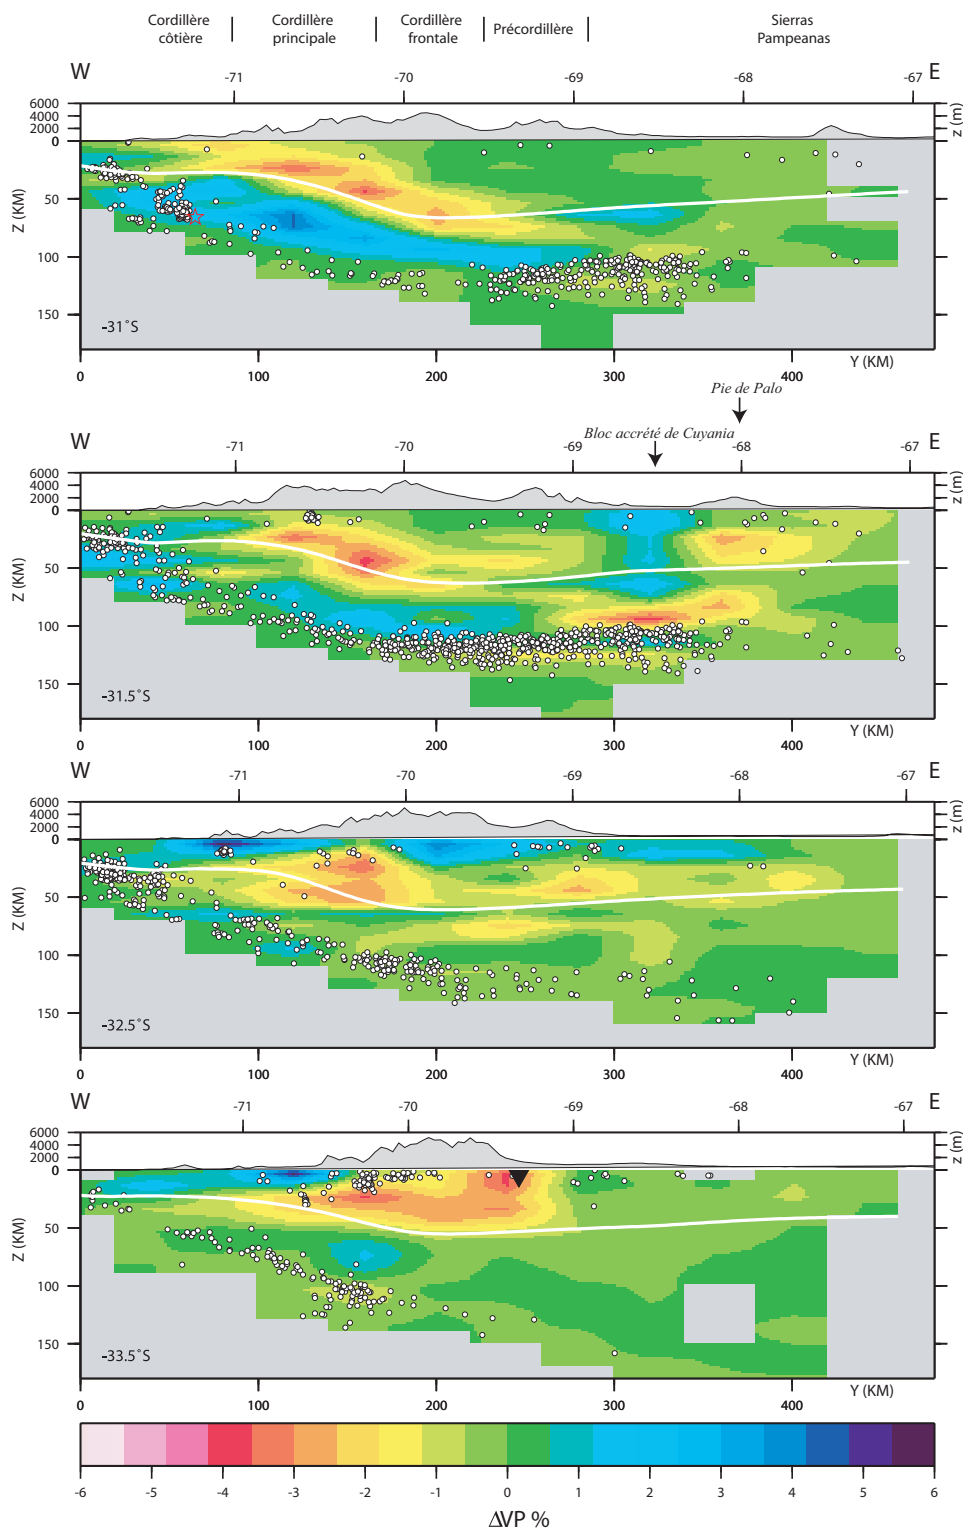 Cordillère côtière
Cordillère principale
Cordillère frontale
Précordillère
Sierras Pampeanas
W -71 -70 -69 -68 -67 E
6000
4000
2000
0
z (m)
Z (KM)
50
100
150
-31°S
0 100 200 300 400 Y (KM)
Pie de Palo
Bloc accrété de Cuyania
W -71 -70 -69 -68 -67 E
6000
4000
2000
0
z (m)
Z (KM)
50
100
150
-31.5°S
0 100 200 300 400 Y (KM)
W -71 -70 -69 -68 -67 E
6000
4000
2000
0
z (m)
Z (KM)
50
100
150
-32.5°S
0 100 200 300 400 Y (KM)
W -71 -70 -69 -68 -67 E
6000
4000
2000
0
z (m)
Z (KM)
50
100
150
-33.5°S
0 100 200 300 400 Y (KM)
-6 -5 -4 -3 -2 -1 0 1 2 3 4 5 6
ΔVP %